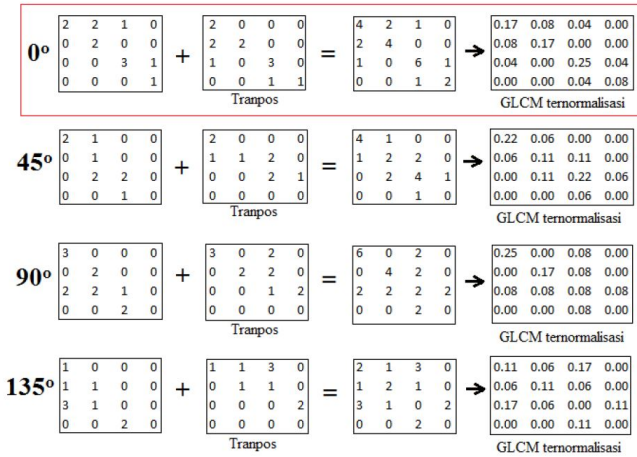 0°
2 2 1 0
0 2 0 0
0 0 3 1
0 0 0 1
+
2 0 0 0
2 2 0 0
1 0 3 0
0 0 1 1
Tranpos
=
4 2 1 0
2 4 0 0
1 0 6 1
0 0 1 2
0.17 0.08 0.04 0.00
0.08 0.17 0.00 0.00
0.04 0.00 0.25 0.04
0.00 0.00 0.04 0.08
GLCM ternormalisasi
45°
2 1 0 0
0 1 0 0
0 2 2 0
0 0 1 0
+
2 0 0 0
1 1 2 0
0 0 2 1
0 0 0 0
Tranpos
=
4 1 0 0
1 2 2 0
0 2 4 1
0 0 1 0
0.22 0.06 0.00 0.00
0.06 0.11 0.11 0.00
0.00 0.11 0.22 0.06
0.00 0.00 0.06 0.00
GLCM ternormalisasi
90°
3 0 0 0
0 2 0 0
2 2 1 0
0 0 2 0
+
3 0 2 0
0 2 2 0
0 0 1 2
0 0 0 0
Tranpos
=
6 0 2 0
0 4 2 0
2 2 2 2
0 0 2 0
0.25 0.00 0.08 0.00
0.00 0.17 0.08 0.00
0.08 0.08 0.08 0.08
0.00 0.00 0.08 0.00
GLCM ternormalisasi
135°
1 0 0 0
1 1 0 0
3 1 0 0
0 0 2 0
+
1 1 3 0
0 1 1 0
0 0 0 2
0 0 0 0
Tranpos
=
2 1 3 0
1 2 1 0
3 1 0 2
0 0 2 0
0.11 0.06 0.17 0.00
0.06 0.11 0.06 0.00
0.17 0.06 0.00 0.11
0.00 0.00 0.11 0.00
GLCM ternormalisasi